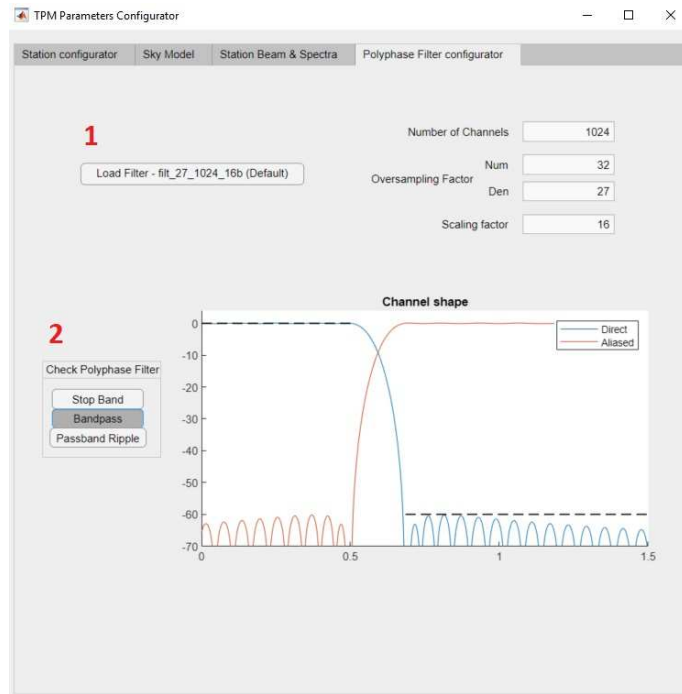 TPM Parameters Configurator
Station configurator Sky Model Station Beam & Spectra Polyphase Filter configurator
1
Load Filter - filt_27_1024_16b (Default)
Number of Channels 1024
Num 32
Oversampling Factor
Den 27
Scaling factor 16
2
Check Polyphase Filter
Stop Band
Bandpass
Passband Ripple
Channel shape
Direct
Aliased
0
-10
-20
-30
-40
-50
-60
-70
0 0.5 1 1.5